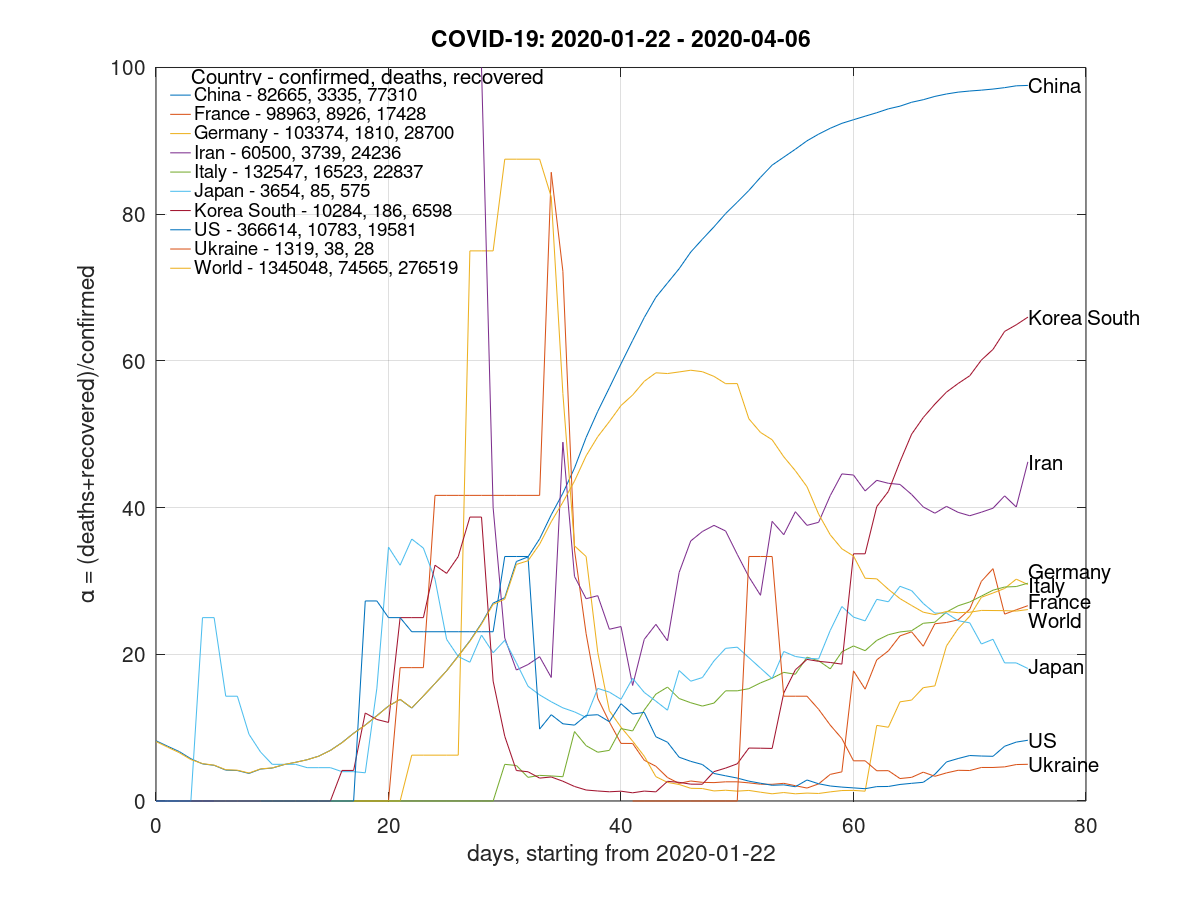 COVID-19: 2020-01-22 - 2020-04-06
α = (deaths+recovered)/confirmed
100
80
60
40
20
0
Country - confirmed, deaths, recovered
China - 82665, 3335, 77310
France - 98963, 8926, 17428
Germany - 103374, 1810, 28700
Iran - 60500, 3739, 24236
Italy - 132547, 16523, 22837
Japan - 3654, 85, 575
Korea South - 10284, 186, 6598
US - 366614, 10783, 19581
Ukraine - 1319, 38, 28
World - 1345048, 74565, 276519
China
Korea South
Iran
Germany
Italy
France
World
Japan
US
Ukraine
0 20 40 60 80
days, starting from 2020-01-22